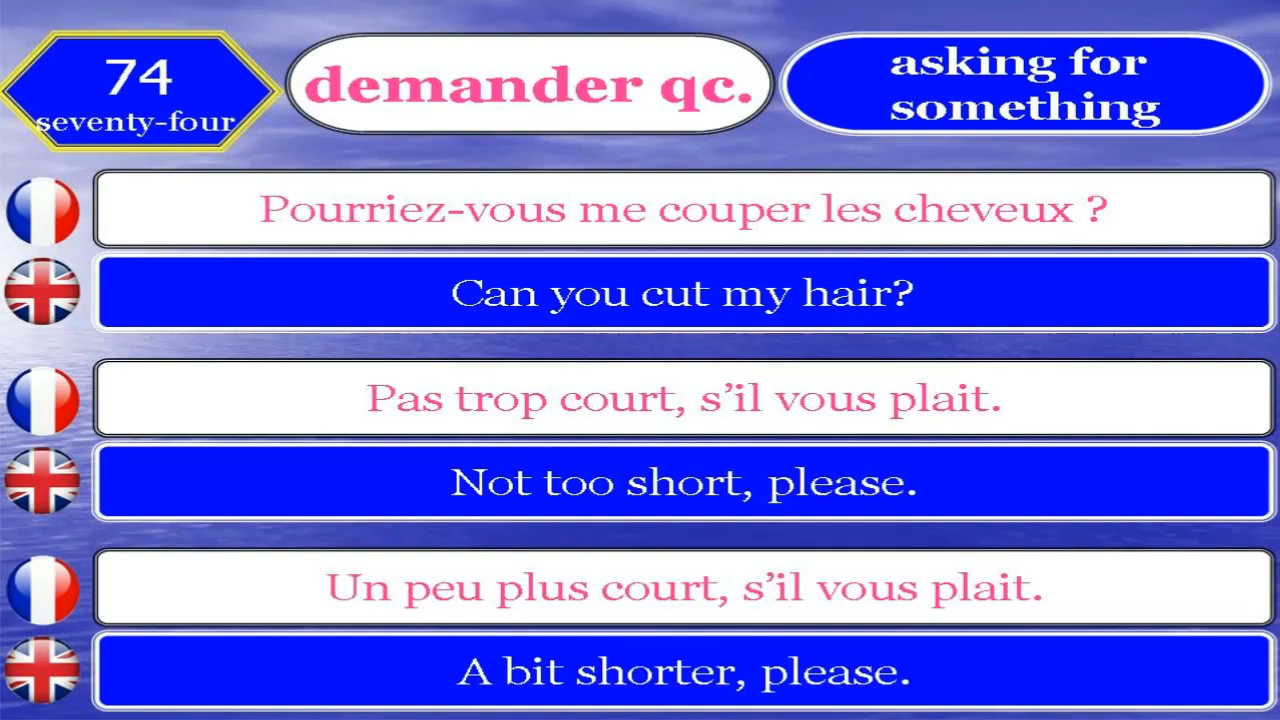 74
seventy-four
demander qc.
asking for
something
Pourriez-vous me couper les cheveux ?
Can you cut my hair?
Pas trop court, s’il vous plait.
Not too short, please.
Un peu plus court, s’il vous plait.
A bit shorter, please.